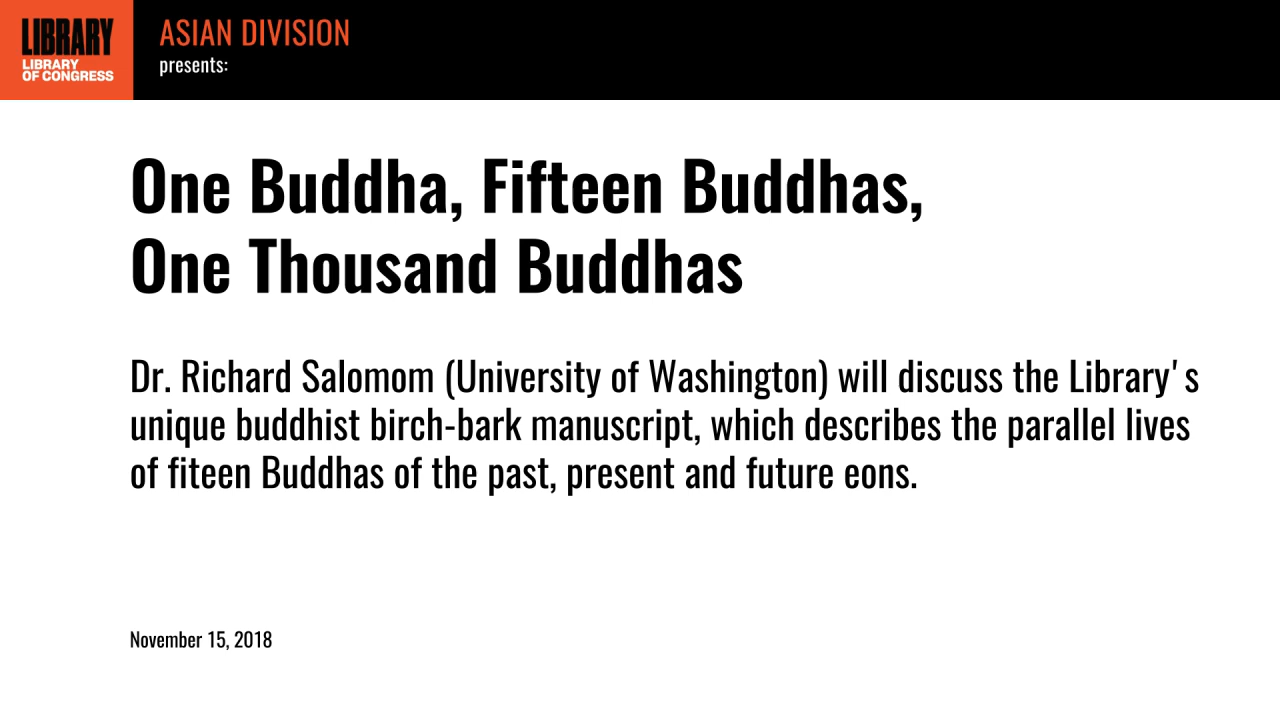 LIBRARY
LIBRARY
OF CONGRESS
ASIAN DIVISION
presents:
One Buddha, Fifteen Buddhas,
One Thousand Buddhas
Dr. Richard Salomom (University of Washington) will discuss the Library's
unique buddhist birch-bark manuscript, which describes the parallel lives
of fiteen Buddhas of the past, present and future eons.
November 15, 2018